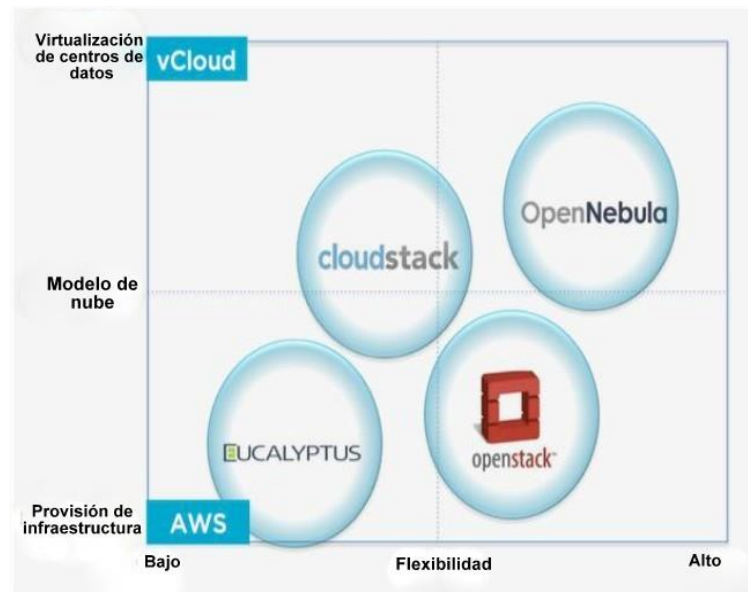 Virtualización
de centros de
datos
vCloud
OpenNebula
cloudstack
Modelo de
nube
EUCALYPTUS
openstack™
Provisión de
infraestructura
AWS
Bajo
Flexibilidad
Alto